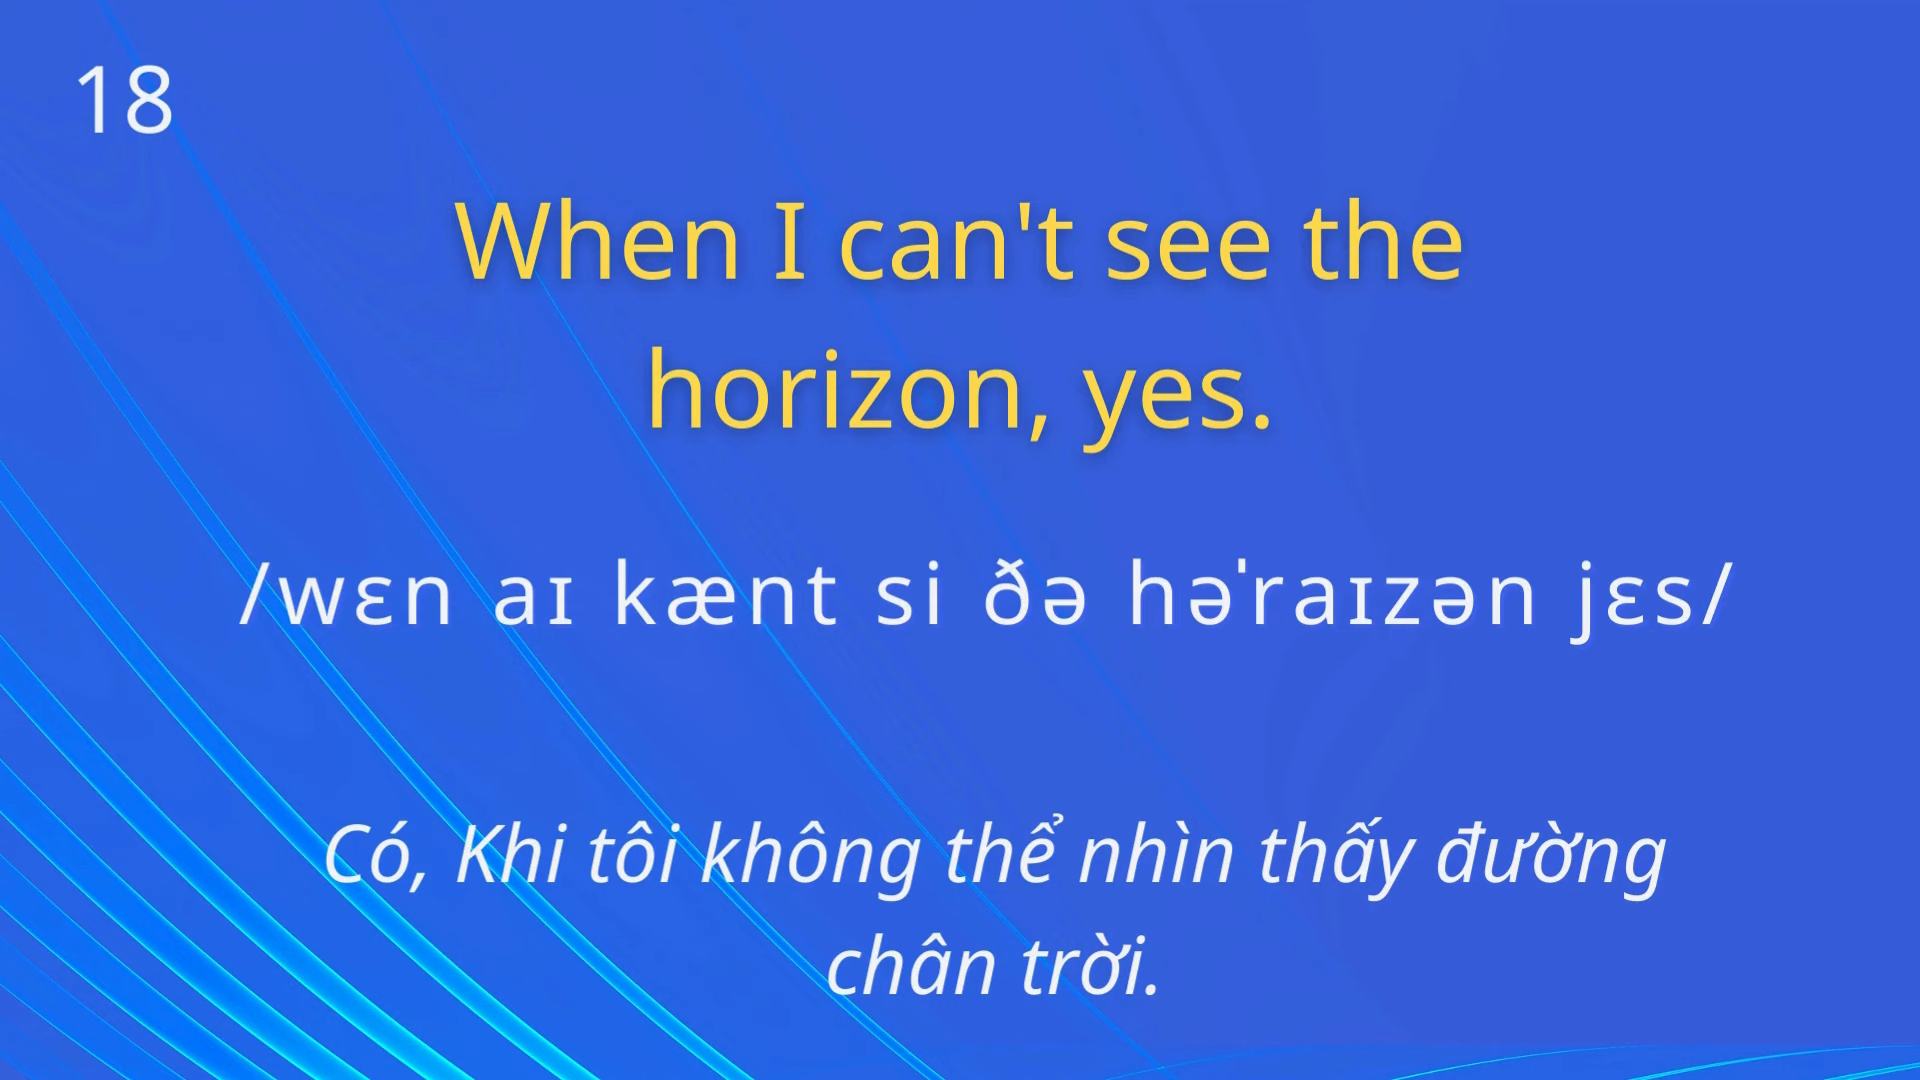 18
When I can't see the
horizon, yes.
/wɛn aɪ kænt si ðə həˈraɪzən jɛs/
Có, Khi tôi không thể nhìn thấy đường
chân trời.